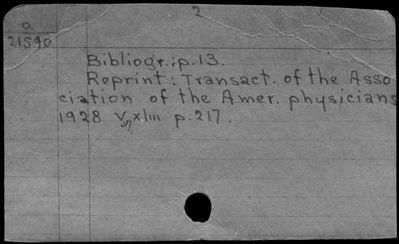 2
O
21590
Bibliogr.: p.13.
Reprint: Transact. of the Asso
ciation of the Amer. physicians
1928 v. xliii p.217.